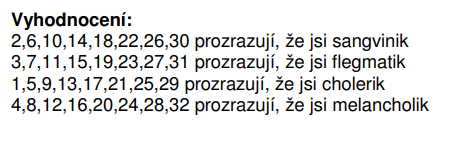 Vyhodnocení:
2,6,10,14,18,22,26,30 prozrazují, že jsi sangvinik
3,7,11,15,19,23,27,31 prozrazují, že jsi flegmatik
1,5,9,13,17,21,25,29 prozrazují, že jsi cholerik
4,8,12,16,20,24,28,32 prozrazují, že jsi melancholik